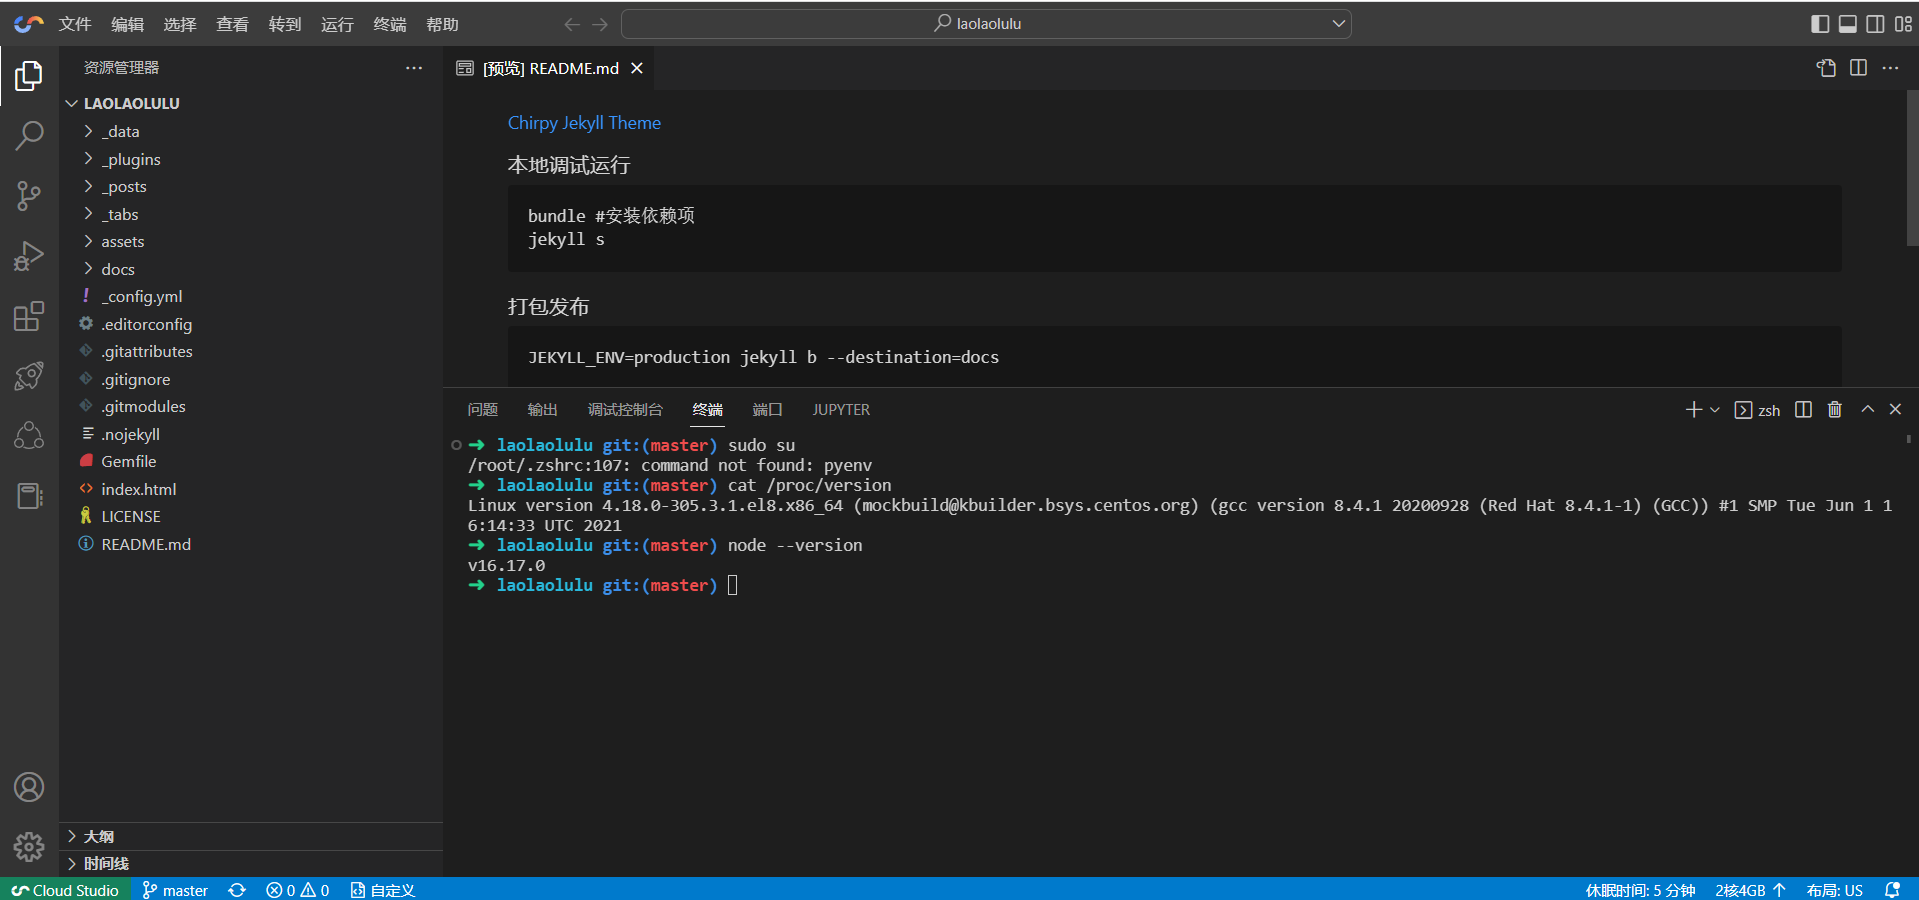 文件 编辑 选择 查看 转到 运行 终端 帮助 laolaolulu
资源管理器
LAOLAOLULU
_data
_plugins
_posts
_tabs
assets
docs
_config.yml
.editorconfig
.gitattributes
.gitignore
.gitmodules
.nojekyll
Gemfile
index.html
LICENSE
README.md
大纲
时间线
[预览] README.md
Chirpy Jekyll Theme
本地调试运行
bundle #安装依赖项
jekyll s
打包发布
JEKYLL_ENV=production jekyll b --destination=docs
问题 输出 调试控制台 终端 端口 JUPYTER zsh
➜ laolaolulu git:(master) sudo su
/root/.zshrc:107: command not found: pyenv
➜ laolaolulu git:(master) cat /proc/version
Linux version 4.18.0-305.3.1.el8.x86_64 (mockbuild@kbuilder.bsys.centos.org) (gcc version 8.4.1 20200928 (Red Hat 8.4.1-1) (GCC)) #1 SMP Tue Jun 1 1
6:14:33 UTC 2021
➜ laolaolulu git:(master) node --version
v16.17.0
➜ laolaolulu git:(master)
Cloud Studio master 0 0 自定义 休眠时间: 5 分钟 2核4GB 布局: US